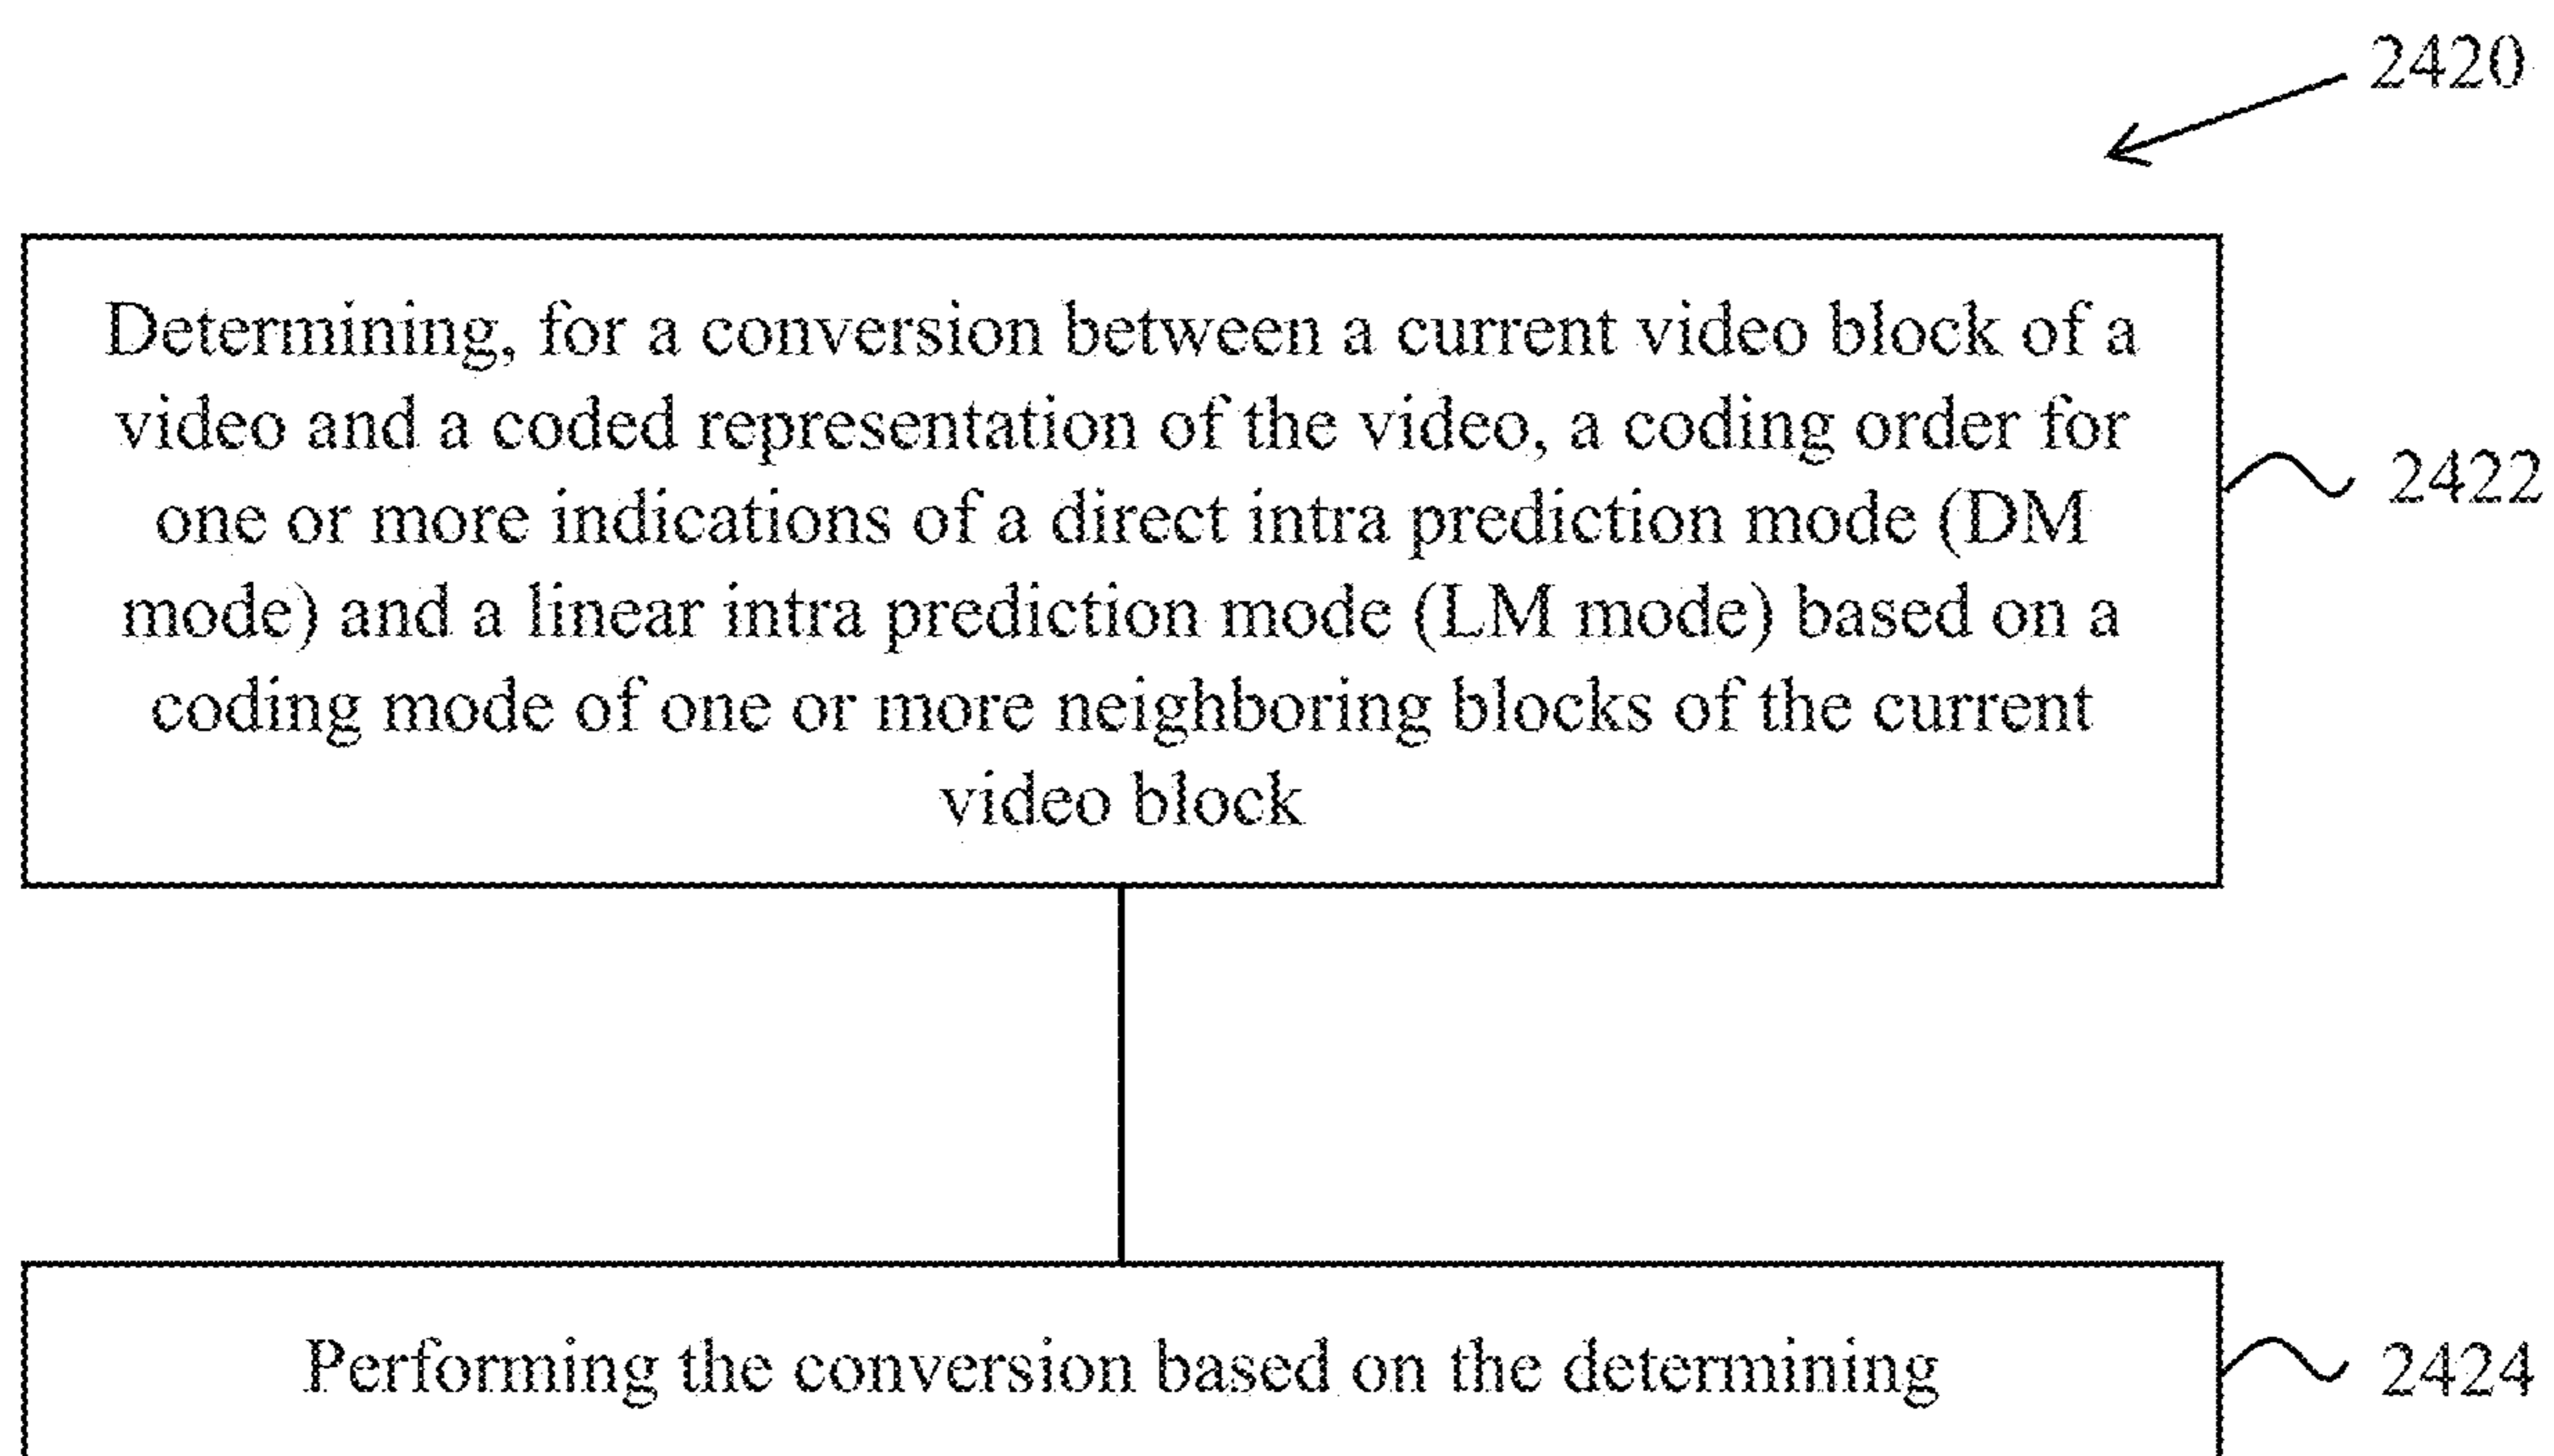 2420
Determining, for a conversion between a current video block of a
video and a coded representation of the video, a coding order for
one or more indications of a direct intra prediction mode (DM
mode) and a linear intra prediction mode (LM mode) based on a
coding mode of one or more neighboring blocks of the current
video block
2422
Performing the conversion based on the determining
2424